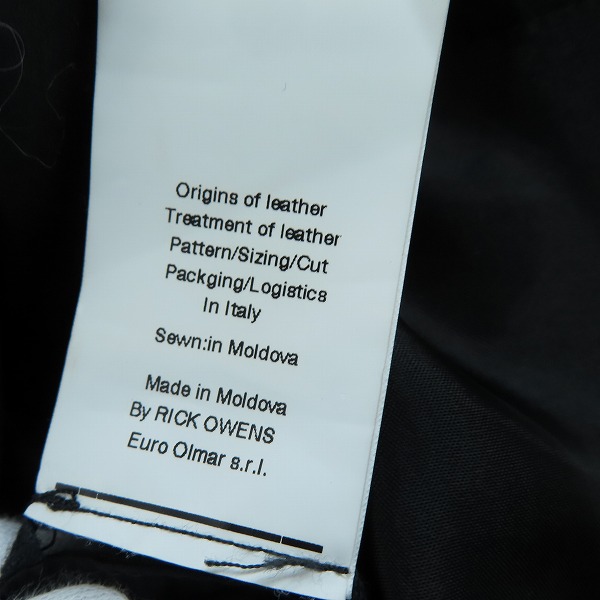 Origins of leather
Treatment of leather
Pattern/Sizing/Cut
Packging/Logistics
In Italy
Sewn:in Moldova
Made in Moldova
By RICK OWENS
Euro Olmar s.r.l.